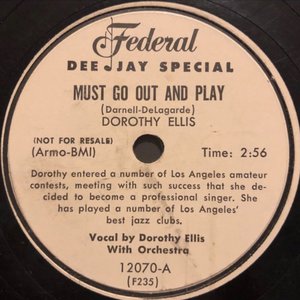 Federal
DEE JAY SPECIAL
MUST GO OUT AND PLAY
(Darnell-DeLagarde)
DOROTHY ELLIS
(NOT FOR RESALE)
(Armo-BMI) Time: 2:56
Dorothy entered a number of Los Angeles amateur
contests, meeting with such success that she de-
cided to become a professional singer. She
has played a number of Los Angeles'
best jazz clubs.
Vocal by Dorothy Ellis
With Orchestra
12070-A
(F235)